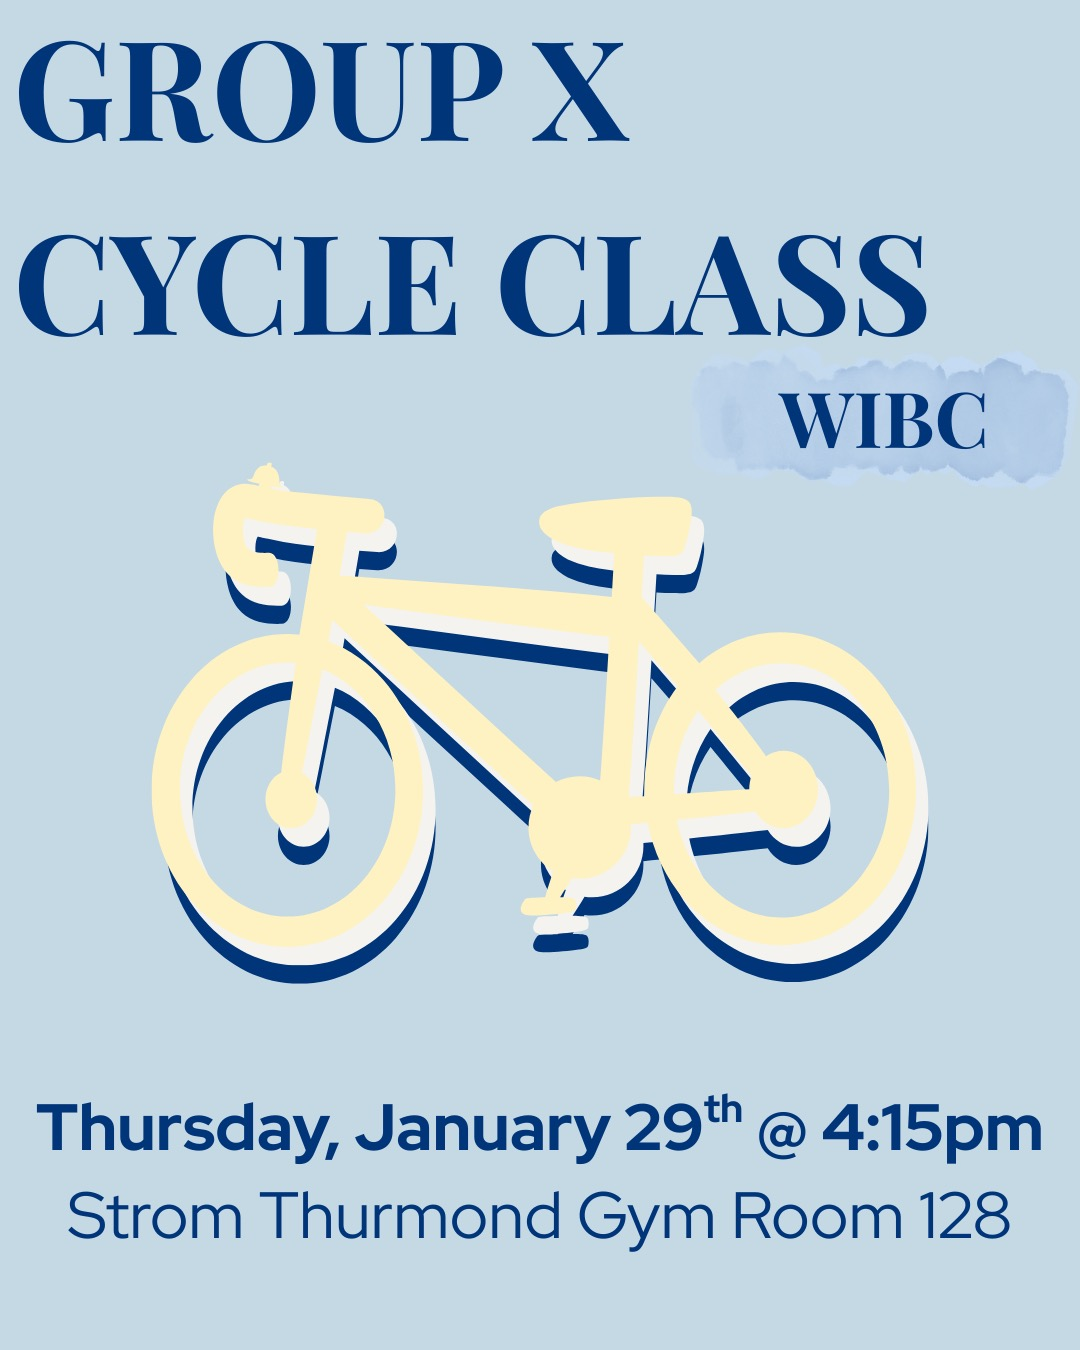 GROUP X
CYCLE CLASS
WIBC
Thursday, January 29th @ 4:15pm
Strom Thurmond Gym Room 128